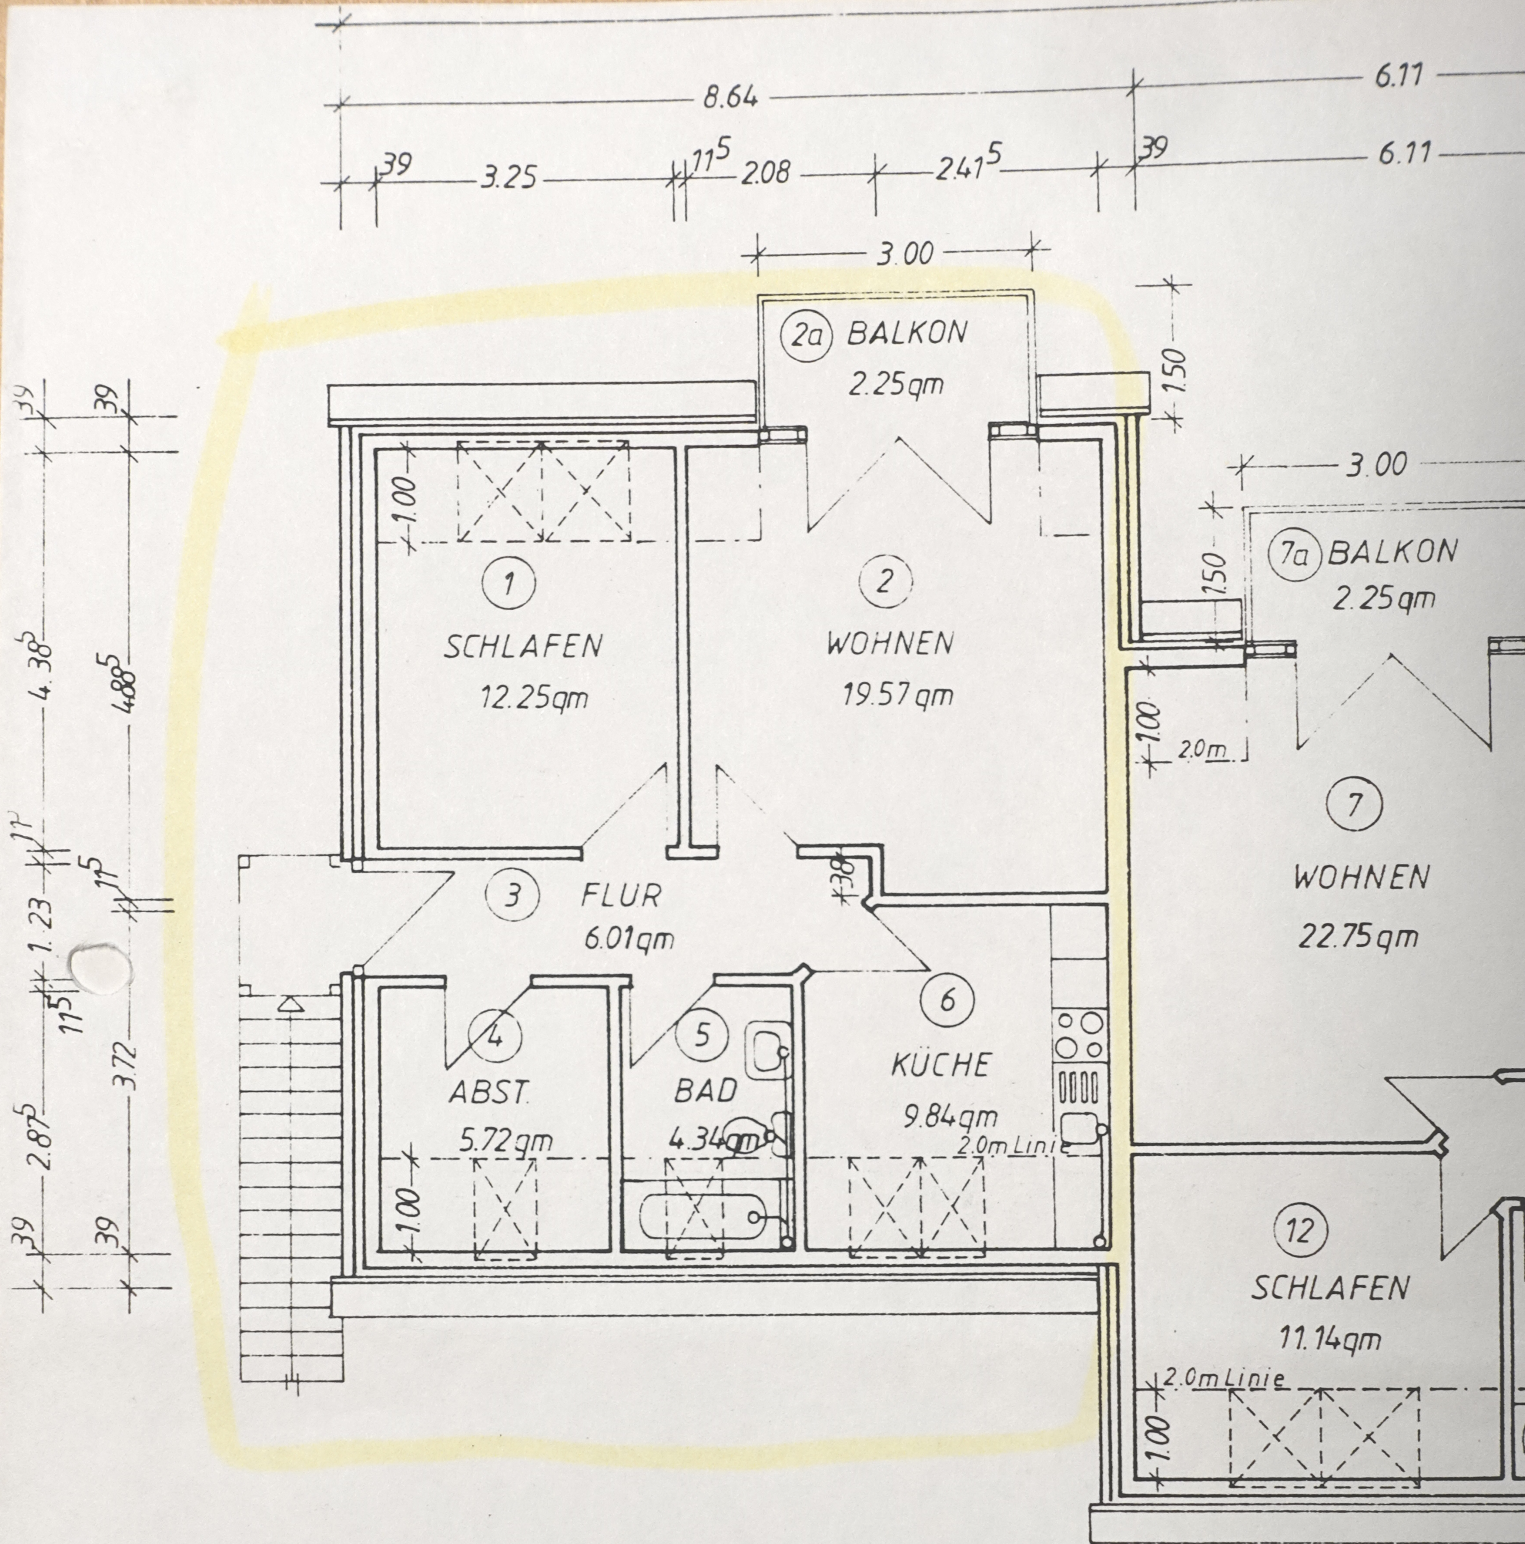 8.64
6.11
39
3.25
11⁵
2.08
2.41⁵
39
6.11
3.00
2a BALKON
2.25qm
1.50
39
39
1.00
3.00
7a BALKON
2.25qm
1.50
1
SCHLAFEN
12.25qm
2
WOHNEN
19.57qm
4.38⁵
4.88⁵
1.00
2.0m
7
WOHNEN
22.75qm
11⁵
1.23
11⁵
3
FLUR
6.01qm
38
4
ABST.
5.72qm
5
BAD
4.34qm
6
KÜCHE
9.84qm
2.0m Linie
3.72
2.87⁵
1.00
39
39
12
SCHLAFEN
11.14qm
2.0m Linie
1.00